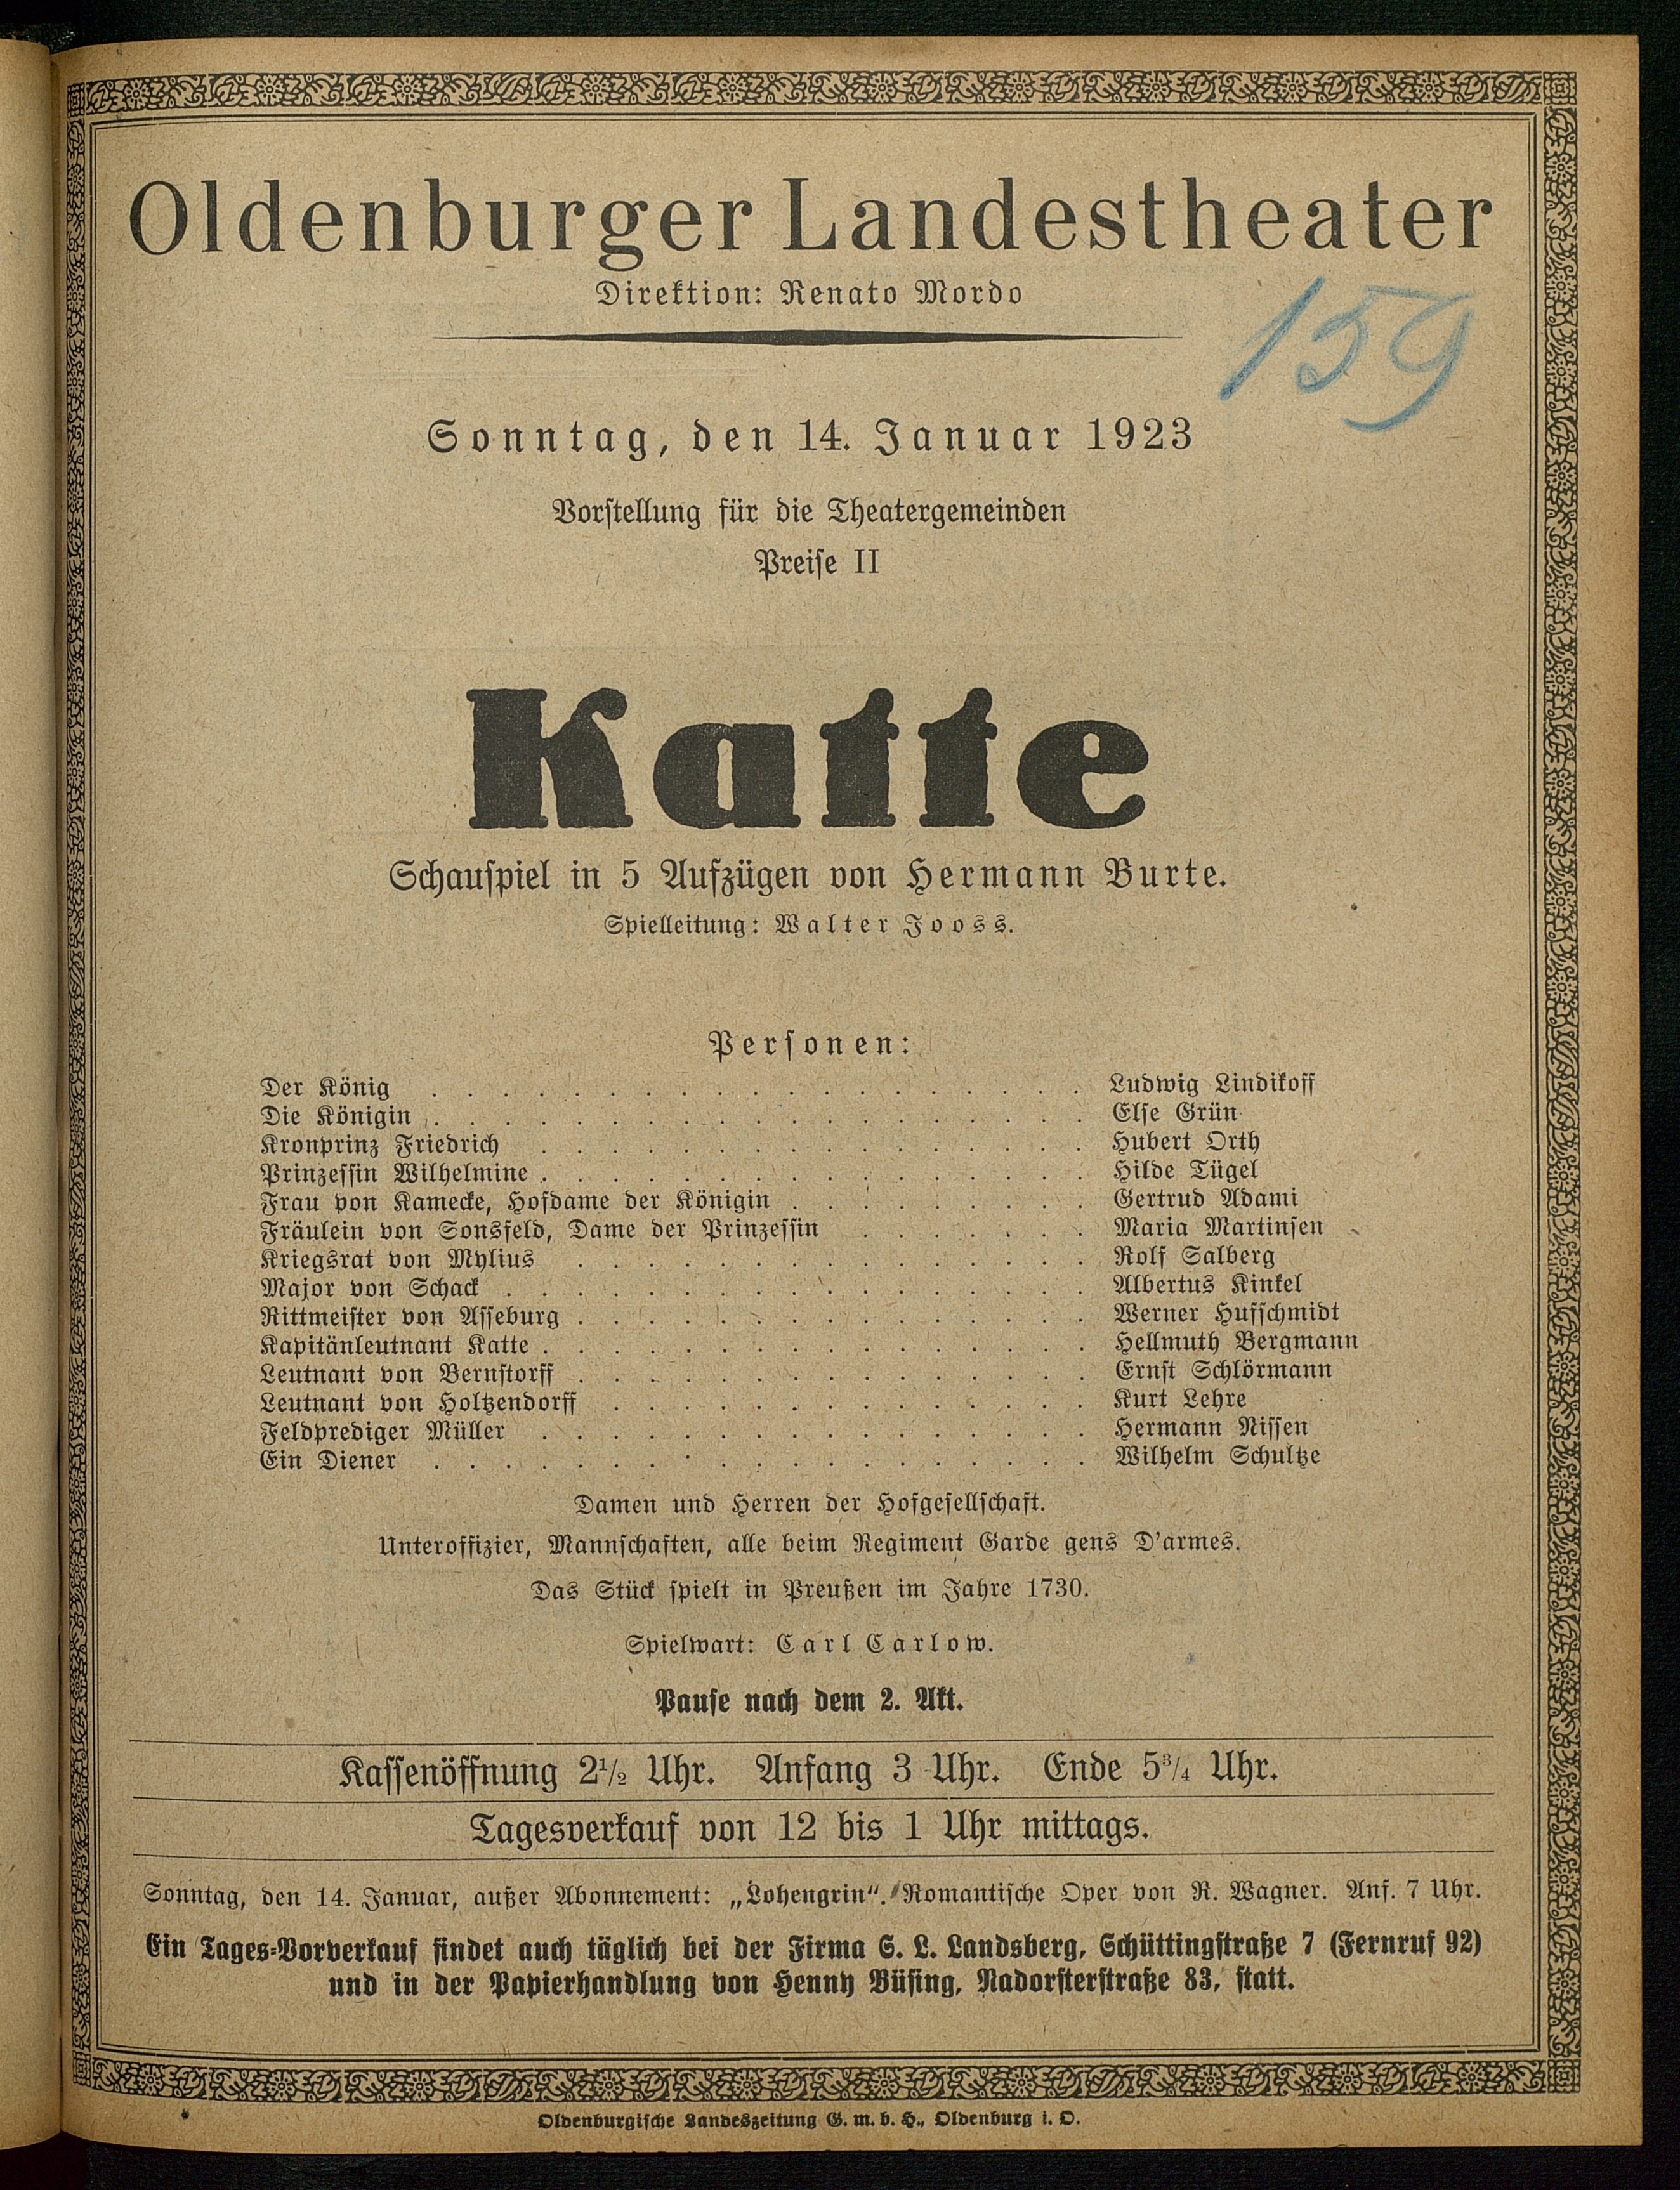 Oldenburger Landestheater
Direktion: Renato Mordo
159
Sonntag, den 14. Januar 1923
Vorstellung für die Theatergemeinden
Preise II
Katte
Schauspiel in 5 Aufzügen von Hermann Burte.
Spielleitung: Walter Jooss.
Personen:
Der König . . . . . . . . . . . . . . . . . . . Ludwig Lindikoff
Die Königin . . . . . . . . . . . . . . . . . . . Else Grün
Kronprinz Friedrich . . . . . . . . . . . . . . . . Hubert Orth
Prinzessin Wilhelmine . . . . . . . . . . . . . . . . Hilde Tügel
Frau von Kamecke, Hofdame der Königin . . . . . . . . . Gertrud Adami
Fräulein von Sonsfeld, Dame der Prinzessin . . . . . . . Maria Martinsen
Kriegsrat von Mylius . . . . . . . . . . . . . . . Rolf Salberg
Major von Schack . . . . . . . . . . . . . . . . . Albertus Kinkel
Rittmeister von Asseburg . . . . . . . . . . . . . . . Werner Hufschmidt
Kapitänleutnant Katte . . . . . . . . . . . . . . . . Hellmuth Bergmann
Leutnant von Bernstorff . . . . . . . . . . . . . . . Ernst Schlörmann
Leutnant von Holtzendorff . . . . . . . . . . . . . . Kurt Lehre
Feldprediger Müller . . . . . . . . . . . . . . . . Hermann Nissen
Ein Diener . . . . . . . . . . . . . . . . . . . Wilhelm Schultze
Damen und Herren der Hofgesellschaft.
Unteroffizier, Mannschaften, alle beim Regiment Garde gens D'armes.
Das Stück spielt in Preußen im Jahre 1730.
Spielwart: Carl Carlow.
Pause nach dem 2. Akt.
Kassenöffnung 2½ Uhr. Anfang 3 Uhr. Ende 5¾ Uhr.
Tagesverkauf von 12 bis 1 Uhr mittags.
Sonntag, den 14. Januar, außer Abonnement: „Lohengrin". Romantische Oper von R. Wagner. Anf. 7 Uhr.
Ein Tages-Vorverkauf findet auch täglich bei der Firma S. L. Landsberg, Schüttingstraße 7 (Fernruf 92)
und in der Papierhandlung von Henny Büsing, Nadorsterstraße 83, statt.
Oldenburgische Landeszeitung G. m. b. H., Oldenburg i. O.